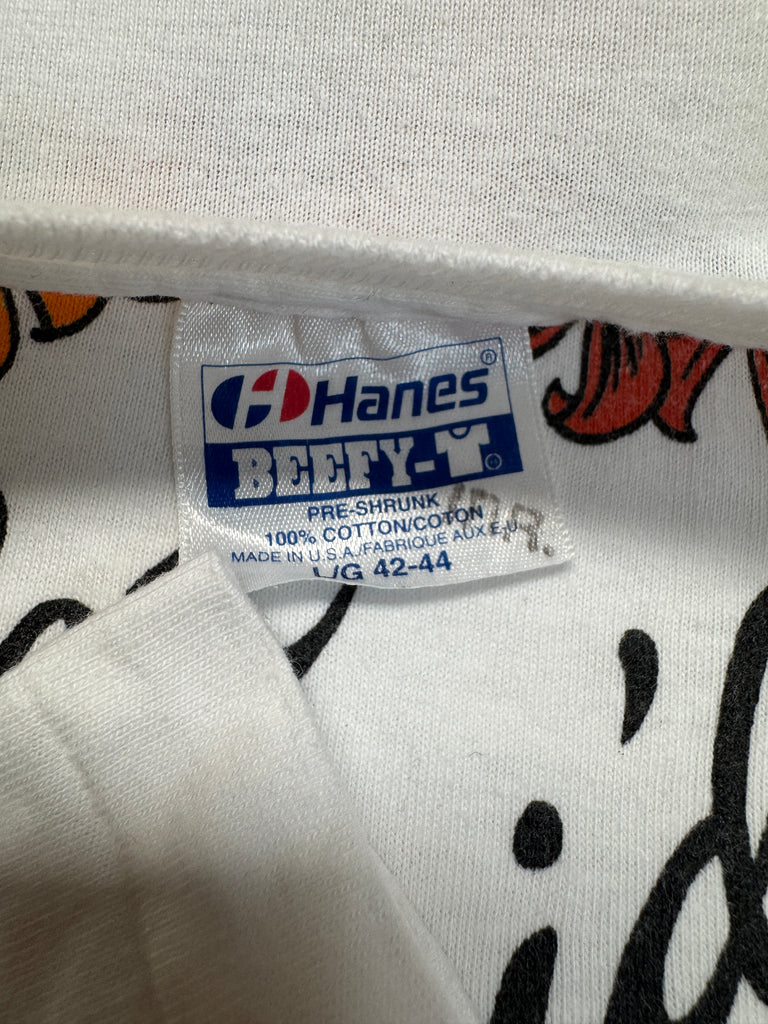 Hanes®
BEEFY-T®
PRE-SHRUNK
100% COTTON/COTON
MADE IN U.S.A./FABRIQUE AUX E.U.
L/G 42-44